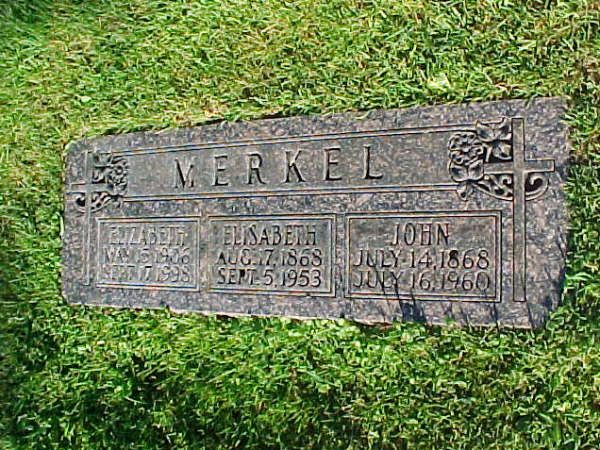 MERKEL
ELIZABETH
MAY 15, 1906
SEPT. 17, 1998
ELISABETH
AUG. 17, 1868
SEPT. 5, 1953
JOHN
JULY 14, 1868
JULY 16, 1960